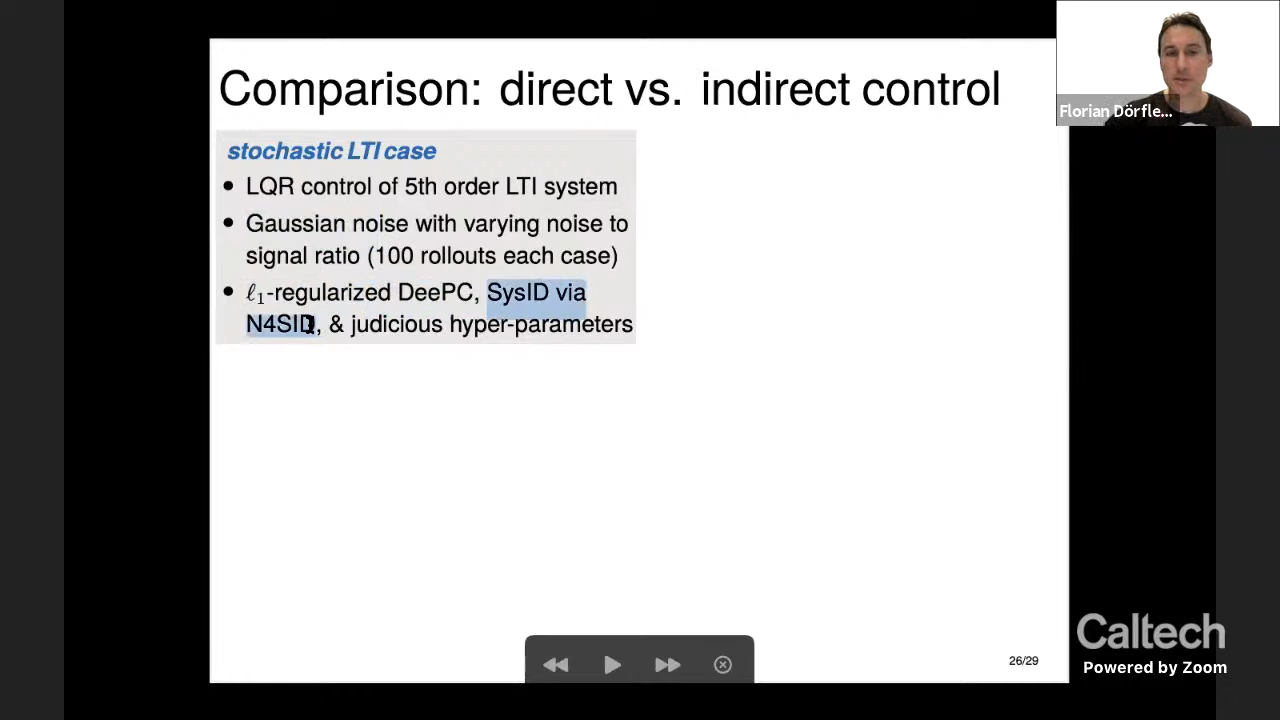 Comparison: direct vs. indirect control
Florian Dörfle...
stochastic LTI case
• LQR control of 5th order LTI system
• Gaussian noise with varying noise to
signal ratio (100 rollouts each case)
• ℓ₁-regularized DeePC, SysID via
N4SID, & judicious hyper-parameters
26/29
Caltech
Powered by Zoom